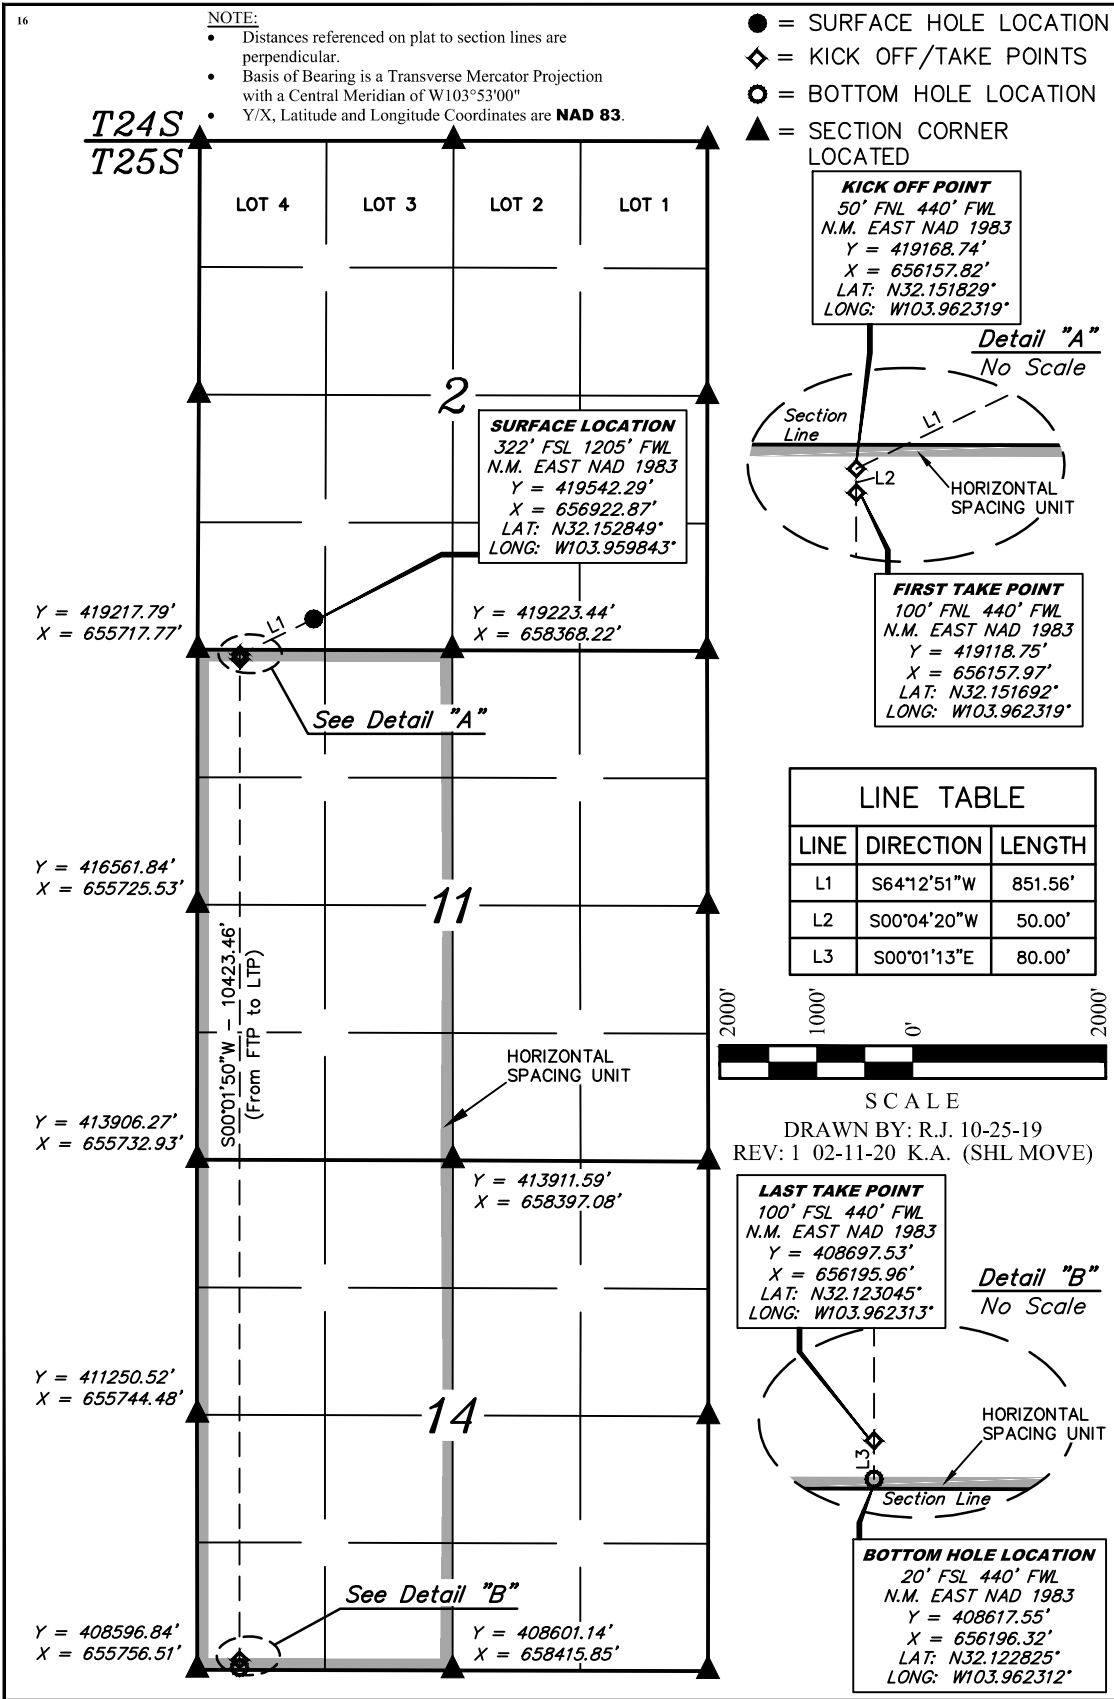 16
NOTE:
• Distances referenced on plat to section lines are
perpendicular.
• Basis of Bearing is a Transverse Mercator Projection
with a Central Meridian of W103°53'00"
• Y/X, Latitude and Longitude Coordinates are NAD 83.
● = SURFACE HOLE LOCATION
◇ = KICK OFF/TAKE POINTS
○ = BOTTOM HOLE LOCATION
▲ = SECTION CORNER
LOCATED
T24S
T25S
LOT 4
LOT 3
LOT 2
LOT 1
KICK OFF POINT
50' FNL 440' FWL
N.M. EAST NAD 1983
Y = 419168.74'
X = 656157.82'
LAT: N32.151829°
LONG: W103.962319°
Detail "A"
No Scale
Section
Line
L1
L2
HORIZONTAL
SPACING UNIT
2
SURFACE LOCATION
322' FSL 1205' FWL
N.M. EAST NAD 1983
Y = 419542.29'
X = 656922.87'
LAT: N32.152849°
LONG: W103.959843°
FIRST TAKE POINT
100' FNL 440' FWL
N.M. EAST NAD 1983
Y = 419118.75'
X = 656157.97'
LAT: N32.151692°
LONG: W103.962319°
Y = 419217.79'
X = 655717.77'
L1
Y = 419223.44'
X = 658368.22'
See Detail "A"
LINE TABLE
LINE DIRECTION LENGTH
L1 S64°12'51"W 851.56'
L2 S00°04'20"W 50.00'
L3 S00°01'13"E 80.00'
Y = 416561.84'
X = 655725.53'
11
S00°01'50"W – 10423.46'
(From FTP to LTP)
HORIZONTAL
SPACING UNIT
2000' 1000' 0' 2000'
SCALE
DRAWN BY: R.J. 10-25-19
REV: 1 02-11-20 K.A. (SHL MOVE)
Y = 413906.27'
X = 655732.93'
Y = 413911.59'
X = 658397.08'
LAST TAKE POINT
100' FSL 440' FWL
N.M. EAST NAD 1983
Y = 408697.53'
X = 656195.96'
LAT: N32.123045°
LONG: W103.962313°
Detail "B"
No Scale
Y = 411250.52'
X = 655744.48'
14
HORIZONTAL
SPACING UNIT
L3
Section Line
BOTTOM HOLE LOCATION
20' FSL 440' FWL
N.M. EAST NAD 1983
Y = 408617.55'
X = 656196.32'
LAT: N32.122825°
LONG: W103.962312°
See Detail "B"
Y = 408596.84'
X = 655756.51'
Y = 408601.14'
X = 658415.85'